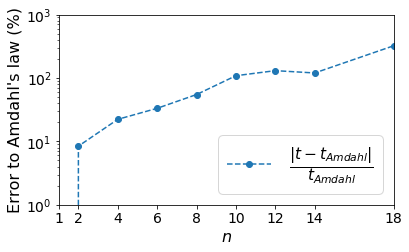 Error to Amdahl's law (%)
10³
10²
10¹
10⁰
|t − t_Amdahl|
t_Amdahl
1 2 4 6 8 10 12 14 18
n